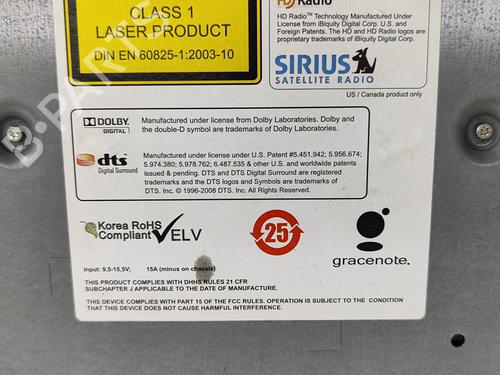 CLASS 1
LASER PRODUCT
DIN EN 60825-1:2003-10
HD Radio
HD Radio™ Technology Manufactured Under
License from iBiquity Digital Corp. U.S. and
Foreign Patents. The HD and HD Radio logos are
proprietary trademarks of iBiquity Digital Corp.
SIRIUS
SATELLITE RADIO
US / Canada product only
DOLBY
DIGITAL
Manufactured under license from Dolby Laboratories. Dolby and
the double-D symbol are trademarks of Dolby Laboratories.
dts
Digital Surround
Manufactured under license under U.S. Patent #5.451.942; 5.956.674;
5.974.380; 5.978.762; 6.487.535 & other U.S. and worldwide patents
issued & pending. DTS and DTS Digital Surround are registered
trademarks and the DTS logos and Symbols are trademarks of
DTS, Inc. © 1996-2008 DTS, Inc. All Rights Reserved.
Korea RoHS
Compliant
ELV
25
gracenote.
Input: 9,5-15,5V; 15A (minus on chassis)
THIS PRODUCT COMPLIES WITH DHHS RULES 21 CFR
SUBCHAPTER J APPLICABLE TO THE DATE OF MANUFACTURE.
THIS DEVICE COMPLIES WITH PART 15 OF THE FCC RULES. OPERATION IS SUBJECT TO THE CONDITION
THAT THIS DEVICE DOES NOT CAUSE HARMFUL INTERFERENCE.
B-PARTS